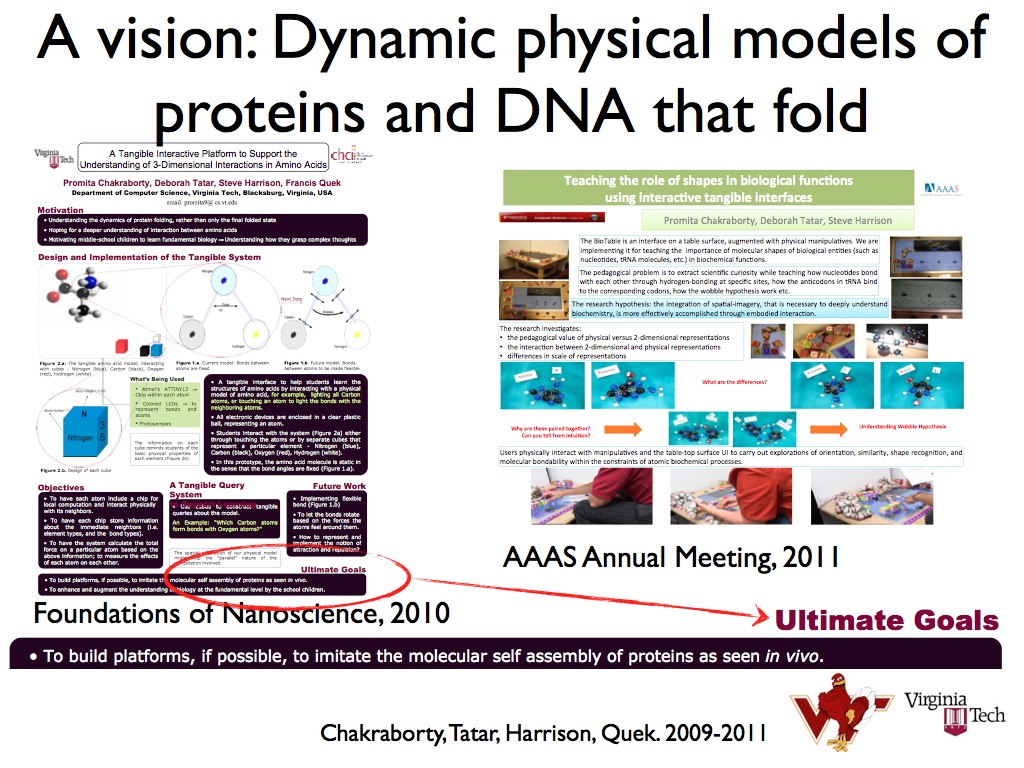 A vision: Dynamic physical models of
proteins and DNA that fold
Virginia Tech
A Tangible Interactive Platform to Support the
Understanding of 3-Dimensional Interactions in Amino Acids
chci
Promita Chakraborty, Deborah Tatar, Steve Harrison, Francis Quek
Department of Computer Science, Virginia Tech, Blacksburg, Virginia, USA
email: promita9@ cs.vt.edu
Motivation
• Understanding the dynamics of protein folding, rather than only the final folded state
• Hoping for a deeper understanding of interaction between amino acids
• Motivating middle-school children to learn fundamental biology ⇒ Understanding how they grasp complex thoughts
Design and Implementation of the Tangible System
Nitrogen
Nitrogen
Next Step
Carbon
Hydrogen
Carbon
Hydrogen
Figure 2.a: The tangible amino acid model, interacting
with cubes - Nitrogen (blue), Carbon (black), Oxygen
(red), Hydrogen (white).
Figure 1.a Current model: Bonds between
atoms are fixed
Figure 1.b. Future model: Bonds
between atoms to be made flexible
What's Being Used
• Atmel's ATTINY13 ⇒
Chip within each atom
• Colored LEDs ⇒ to
represent bonds and
atoms
• Photosensors
N
Nitrogen
The information on each
cube reminds students of the
basic physical properties of
each element (Figure 2b).
Figure 2.b. Design of each cube
• A tangible interface to help students learn the
structures of amino acids by interacting with a physical
model of amino acid, for example, lighting all Carbon
atoms, or touching an atom to light the bonds with the
neighboring atoms.
• All electronic devices are enclosed in a clear plastic
ball, representing an atom.
• Students interact with the system (Figure 2a) either
through touching the atoms or by separate cubes that
represent a particular element - Nitrogen (blue),
Carbon (black), Oxygen (red), Hydrogen (white).
• In this prototype, the amino acid molecule is static in
the sense that the bond angles are fixed (Figure 1.a).
Objectives
• To have each atom include a chip for
local computation and interact physically
with its neighbors.
• To have each chip store information
about the immediate neighbors (i.e.
element types, and the bond types).
• To have the system calculate the total
force on a particular atom based on the
above information; to measure the effects
of each atom on each other.
A Tangible Query
System
• Use cubes to construct tangible
queries about the model.
An Example: "Which Carbon atoms
form bonds with Oxygen atoms?"
Future Work
• Implementing flexible
bond (Figure 1.b)
• To let the bonds rotate
based on the forces the
atoms feel around them.
• How to represent and
implement the notion of
attraction and repulsion?
of our physical model
the "parallel" nature of the
involved.
Ultimate Goals
• To build platforms, if possible, to imitate the molecular self assembly of proteins as seen in vivo.
• To enhance and augment the understanding of biology at the fundamental level by the school children.
Foundations of Nanoscience, 2010
Teaching the role of shapes in biological functions
using interactive tangible interfaces
AAAS
Computer Science
Promita Chakraborty, Deborah Tatar, Steve Harrison
The BioTable is an interface on a table surface, augmented with physical manipulatives. We are
implementing it for teaching the importance of molecular shapes of biological entities (such as
nucleotides, tRNA molecules, etc.) in biochemical functions.
The pedagogical problem is to extract scientific curiosity while teaching how nucleotides bond
with each other through hydrogen-bonding at specific sites, how the anticodons in tRNA bind
to the corresponding codons, how the wobble hypothesis work etc.
The research hypothesis: the integration of spatial-imagery, that is necessary to deeply understand
biochemistry, is more effectively accomplished through embodied interaction.
The research investigates:
• the pedagogical value of physical versus 2-dimensional representations
• the interaction between 2-dimensional and physical representations
• differences in scale of representations
What are the differences?
Why are these paired together?
Can you tell from intuition?
Understanding Wobble Hypothesis
Users physically interact with manipulatives and the table-top surface UI to carry out explorations of orientation, similarity, shape recognition, and
molecular bondability within the constraints of atomic biochemical processes.
AAAS Annual Meeting, 2011
Ultimate Goals
• To build platforms, if possible, to imitate the molecular self assembly of proteins as seen in vivo.
Chakraborty, Tatar, Harrison, Quek. 2009-2011
Virginia
Tech